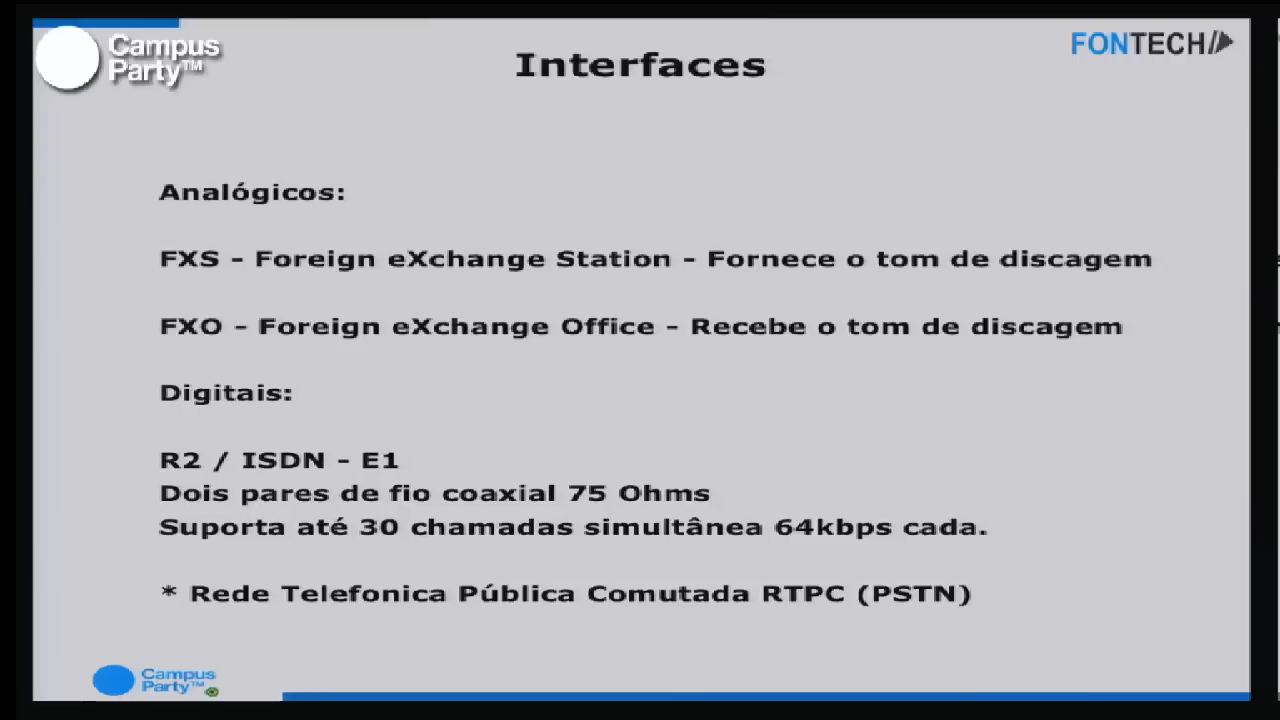 Campus
Party™
FONTECH
Interfaces
Analógicos:
FXS - Foreign eXchange Station - Fornece o tom de discagem
FXO - Foreign eXchange Office - Recebe o tom de discagem
Digitais:
R2 / ISDN - E1
Dois pares de fio coaxial 75 Ohms
Suporta até 30 chamadas simultânea 64kbps cada.
* Rede Telefonica Pública Comutada RTPC (PSTN)
Campus
Party™